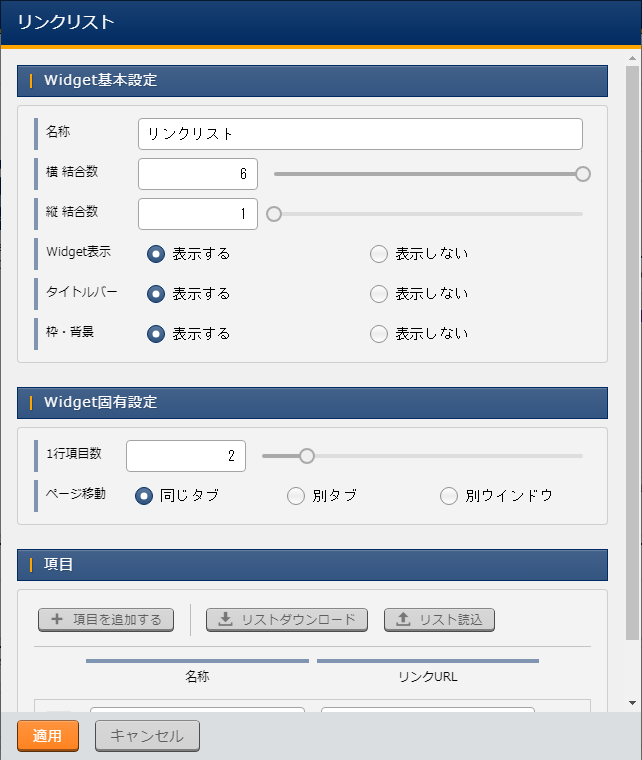 リンクリスト
Widget基本設定
名称 リンクリスト
横 結合数 6
縦 結合数 1
Widget表示 表示する 表示しない
タイトルバー 表示する 表示しない
枠・背景 表示する 表示しない
Widget固有設定
1行項目数 2
ページ移動 同じタブ 別タブ 別ウインドウ
項目
項目を追加する リストダウンロード リスト読込
名称 リンクURL
適用 キャンセル